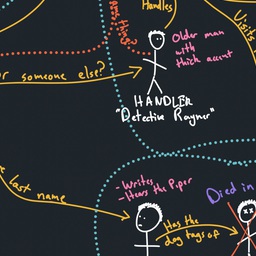 Handles
Visits
Older man
with
thick accent
or someone else?
HANDLER
"Detective Raymer"
last name
-Writes
-Hears the Piper
Died in
Has the
dog tags of